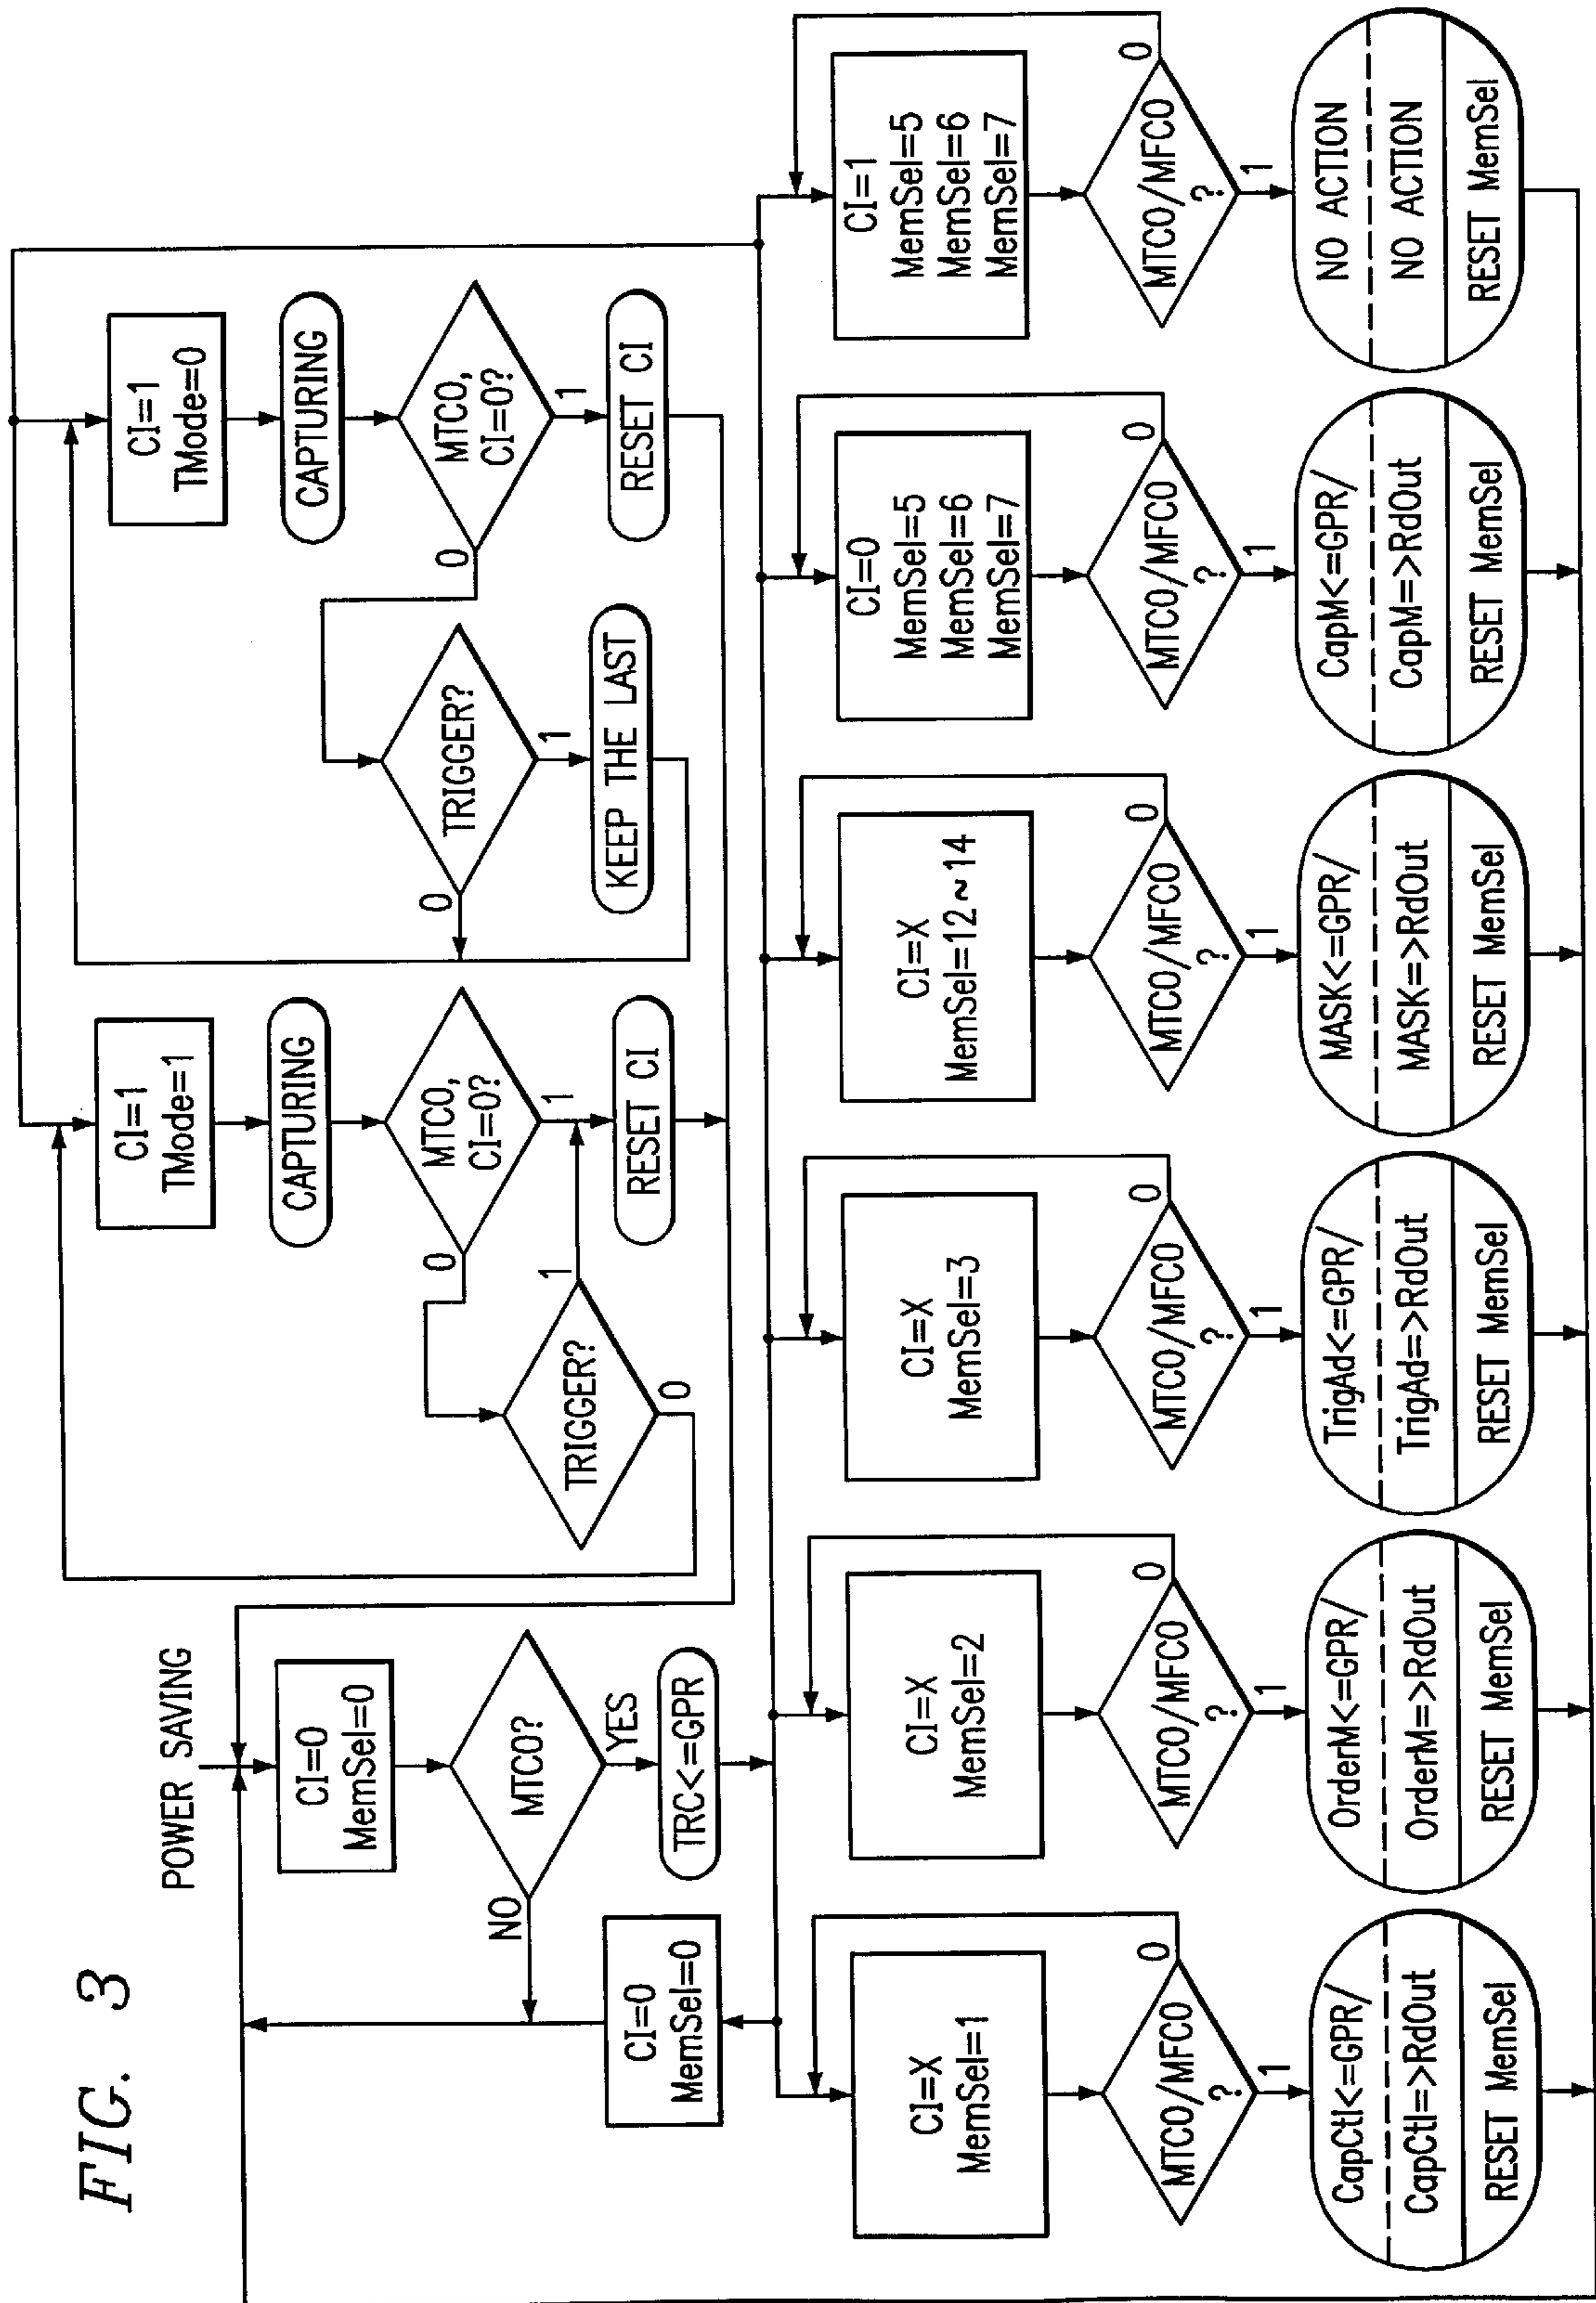 FIG. 3
POWER SAVING
CI=0
MemSel=0
MTC0?
NO
YES
TRC<=GPR
CI=0
MemSel=0
CI=1
TMode=1
CAPTURING
MTC0,
CI=0?
0
1
TRIGGER?
1
0
RESET CI
CI=1
TMode=0
CAPTURING
MTC0,
CI=0?
0
1
TRIGGER?
0
1
KEEP THE LAST
RESET CI
CI=X
MemSel=1
MTC0/MFC0
?
0
1
CapCtl<=GPR/
CapCtl=>RdOut
RESET MemSel
CI=X
MemSel=2
MTC0/MFC0
?
0
1
OrderM<=GPR/
OrderM=>RdOut
RESET MemSel
CI=X
MemSel=3
MTC0/MFC0
?
0
1
TrigAd<=GPR/
TrigAd=>RdOut
RESET MemSel
CI=X
MemSel=12~14
MTC0/MFC0
?
0
1
MASK<=GPR/
MASK=>RdOut
RESET MemSel
CI=0
MemSel=5
MemSel=6
MemSel=7
MTC0/MFC0
?
0
1
CapM<=GPR/
CapM=>RdOut
RESET MemSel
CI=1
MemSel=5
MemSel=6
MemSel=7
MTC0/MFC0
?
0
1
NO ACTION
NO ACTION
RESET MemSel